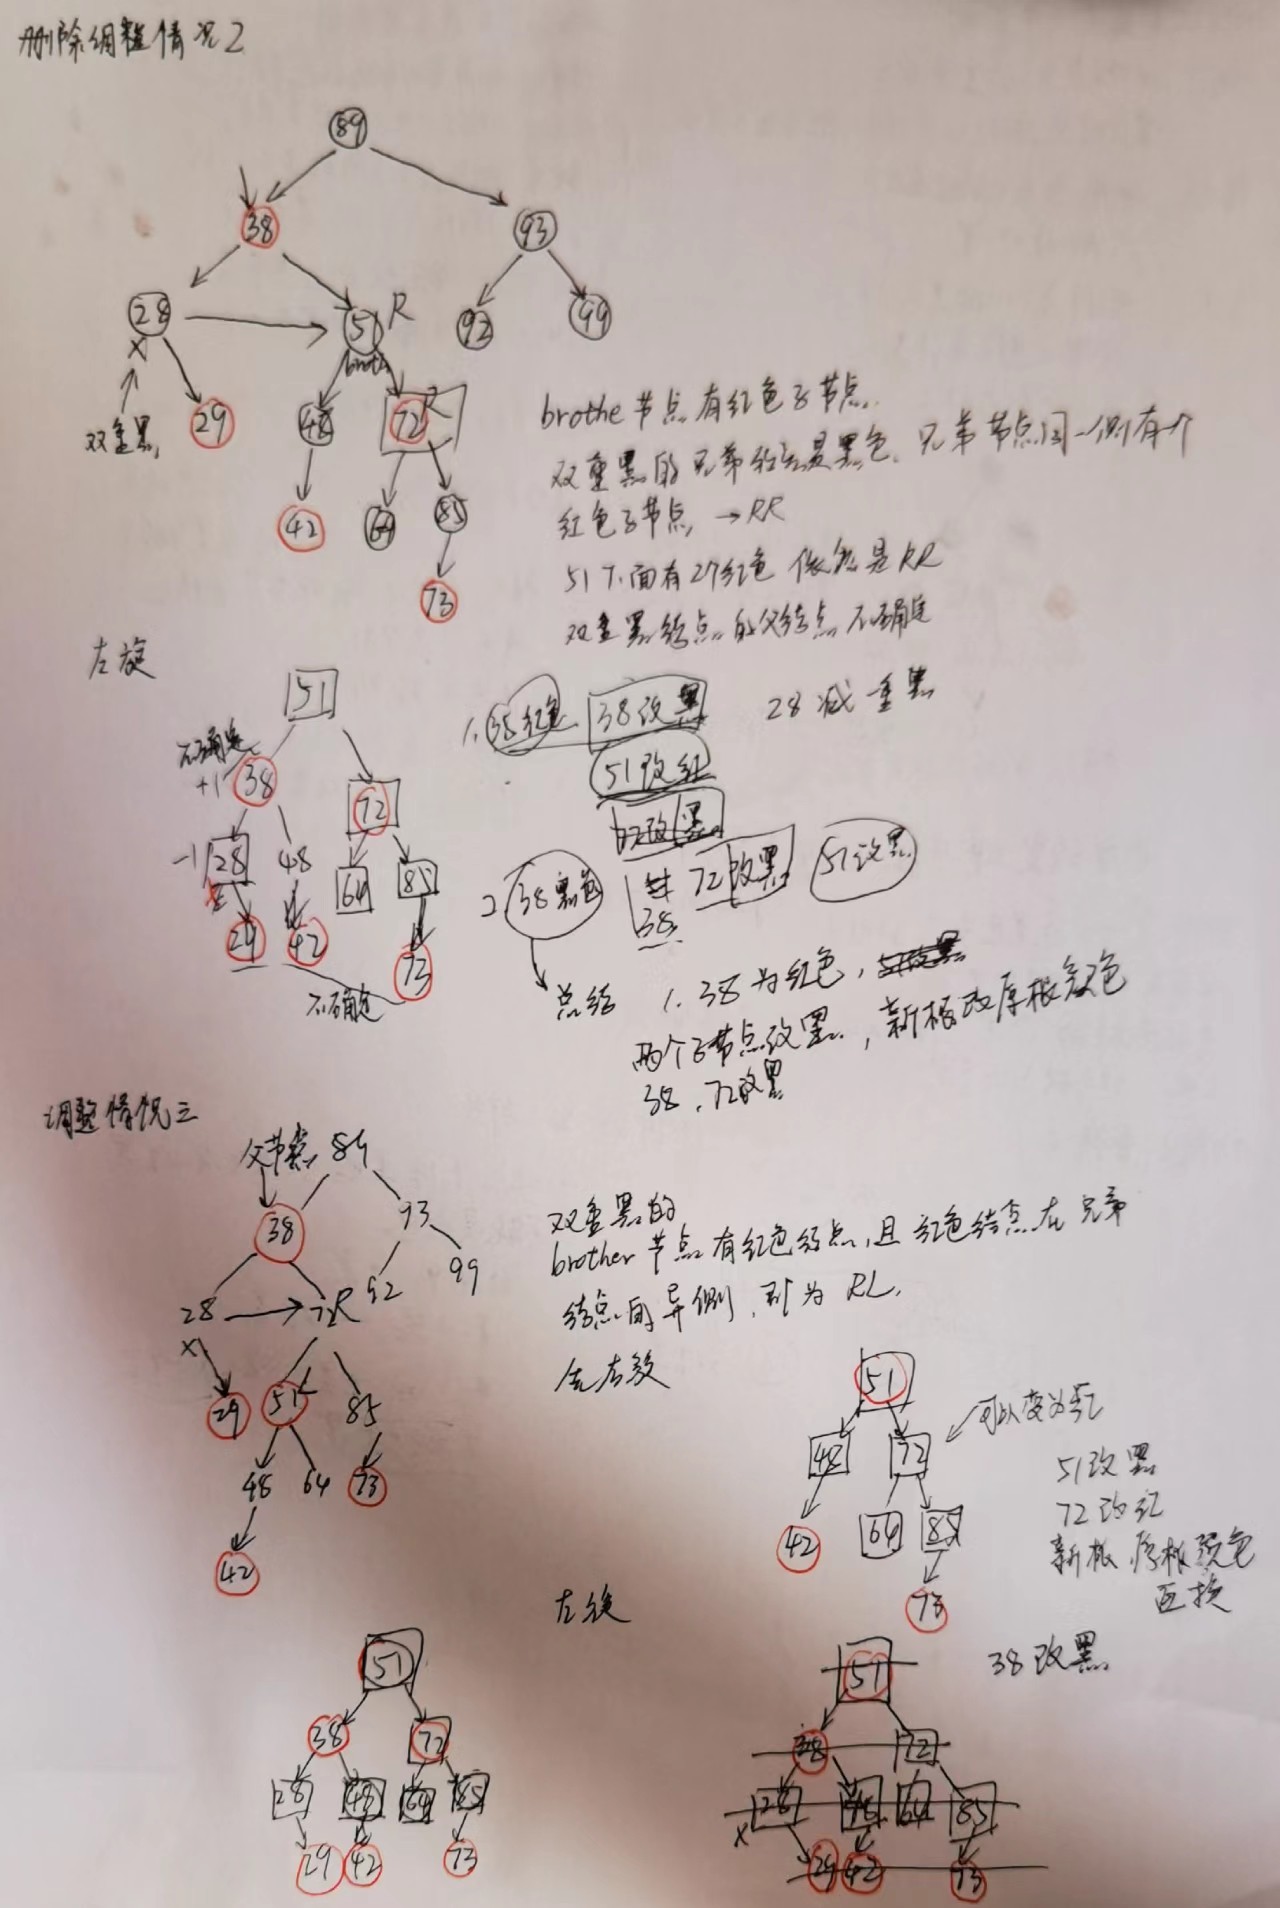 删除调整情况2
89
38
93
28
51
R
92
99
brother
x
29
48
72
R
双重黑
42
64
85
73
brothe节点有红色子节点.
双重黑的兄弟结点是黑色,兄弟节点同一侧有个
红色子节点 → RR
51下面有2个红色 依然是RR
双重黑结点的父结点不确定
左旋
51
不确定
+1
38
72
-1
28
48
64
85
29
42
73
不确定
1. 38红色 38改黑 28减一重黑
51改红
72改黑
2. 38黑色
38
72改黑
51改黑
总结 1. 38为红色,
两个子节点改黑,新根改原根颜色
38、72改黑
调整情况三
父节点
89
38
93
28
72
R
92
99
x
29
51
L
85
48
64
73
42
双重黑的
brother节点有红色结点,且红色结点在兄弟
结点的异侧,则为RL,
先右旋
51
48
72
可以变为红
42
64
85
73
51改黑
72改红
新根 原根颜色
互换
左旋
51
38
72
28
48
64
85
29
42
73
38改黑
51
38
72
28
48
64
85
x
29
42
73